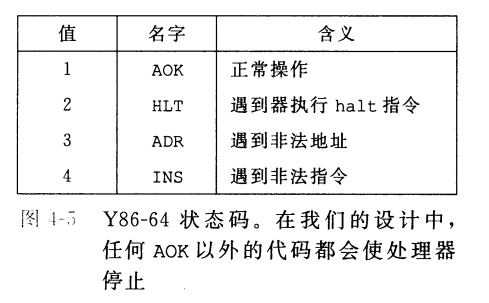 值 名字 含义
1 AOK 正常操作
2 HLT 遇到器执行 halt 指令
3 ADR 遇到非法地址
4 INS 遇到非法指令
图 4-5 Y86-64 状态码。在我们的设计中，
任何 AOK 以外的代码都会使处理器
停止